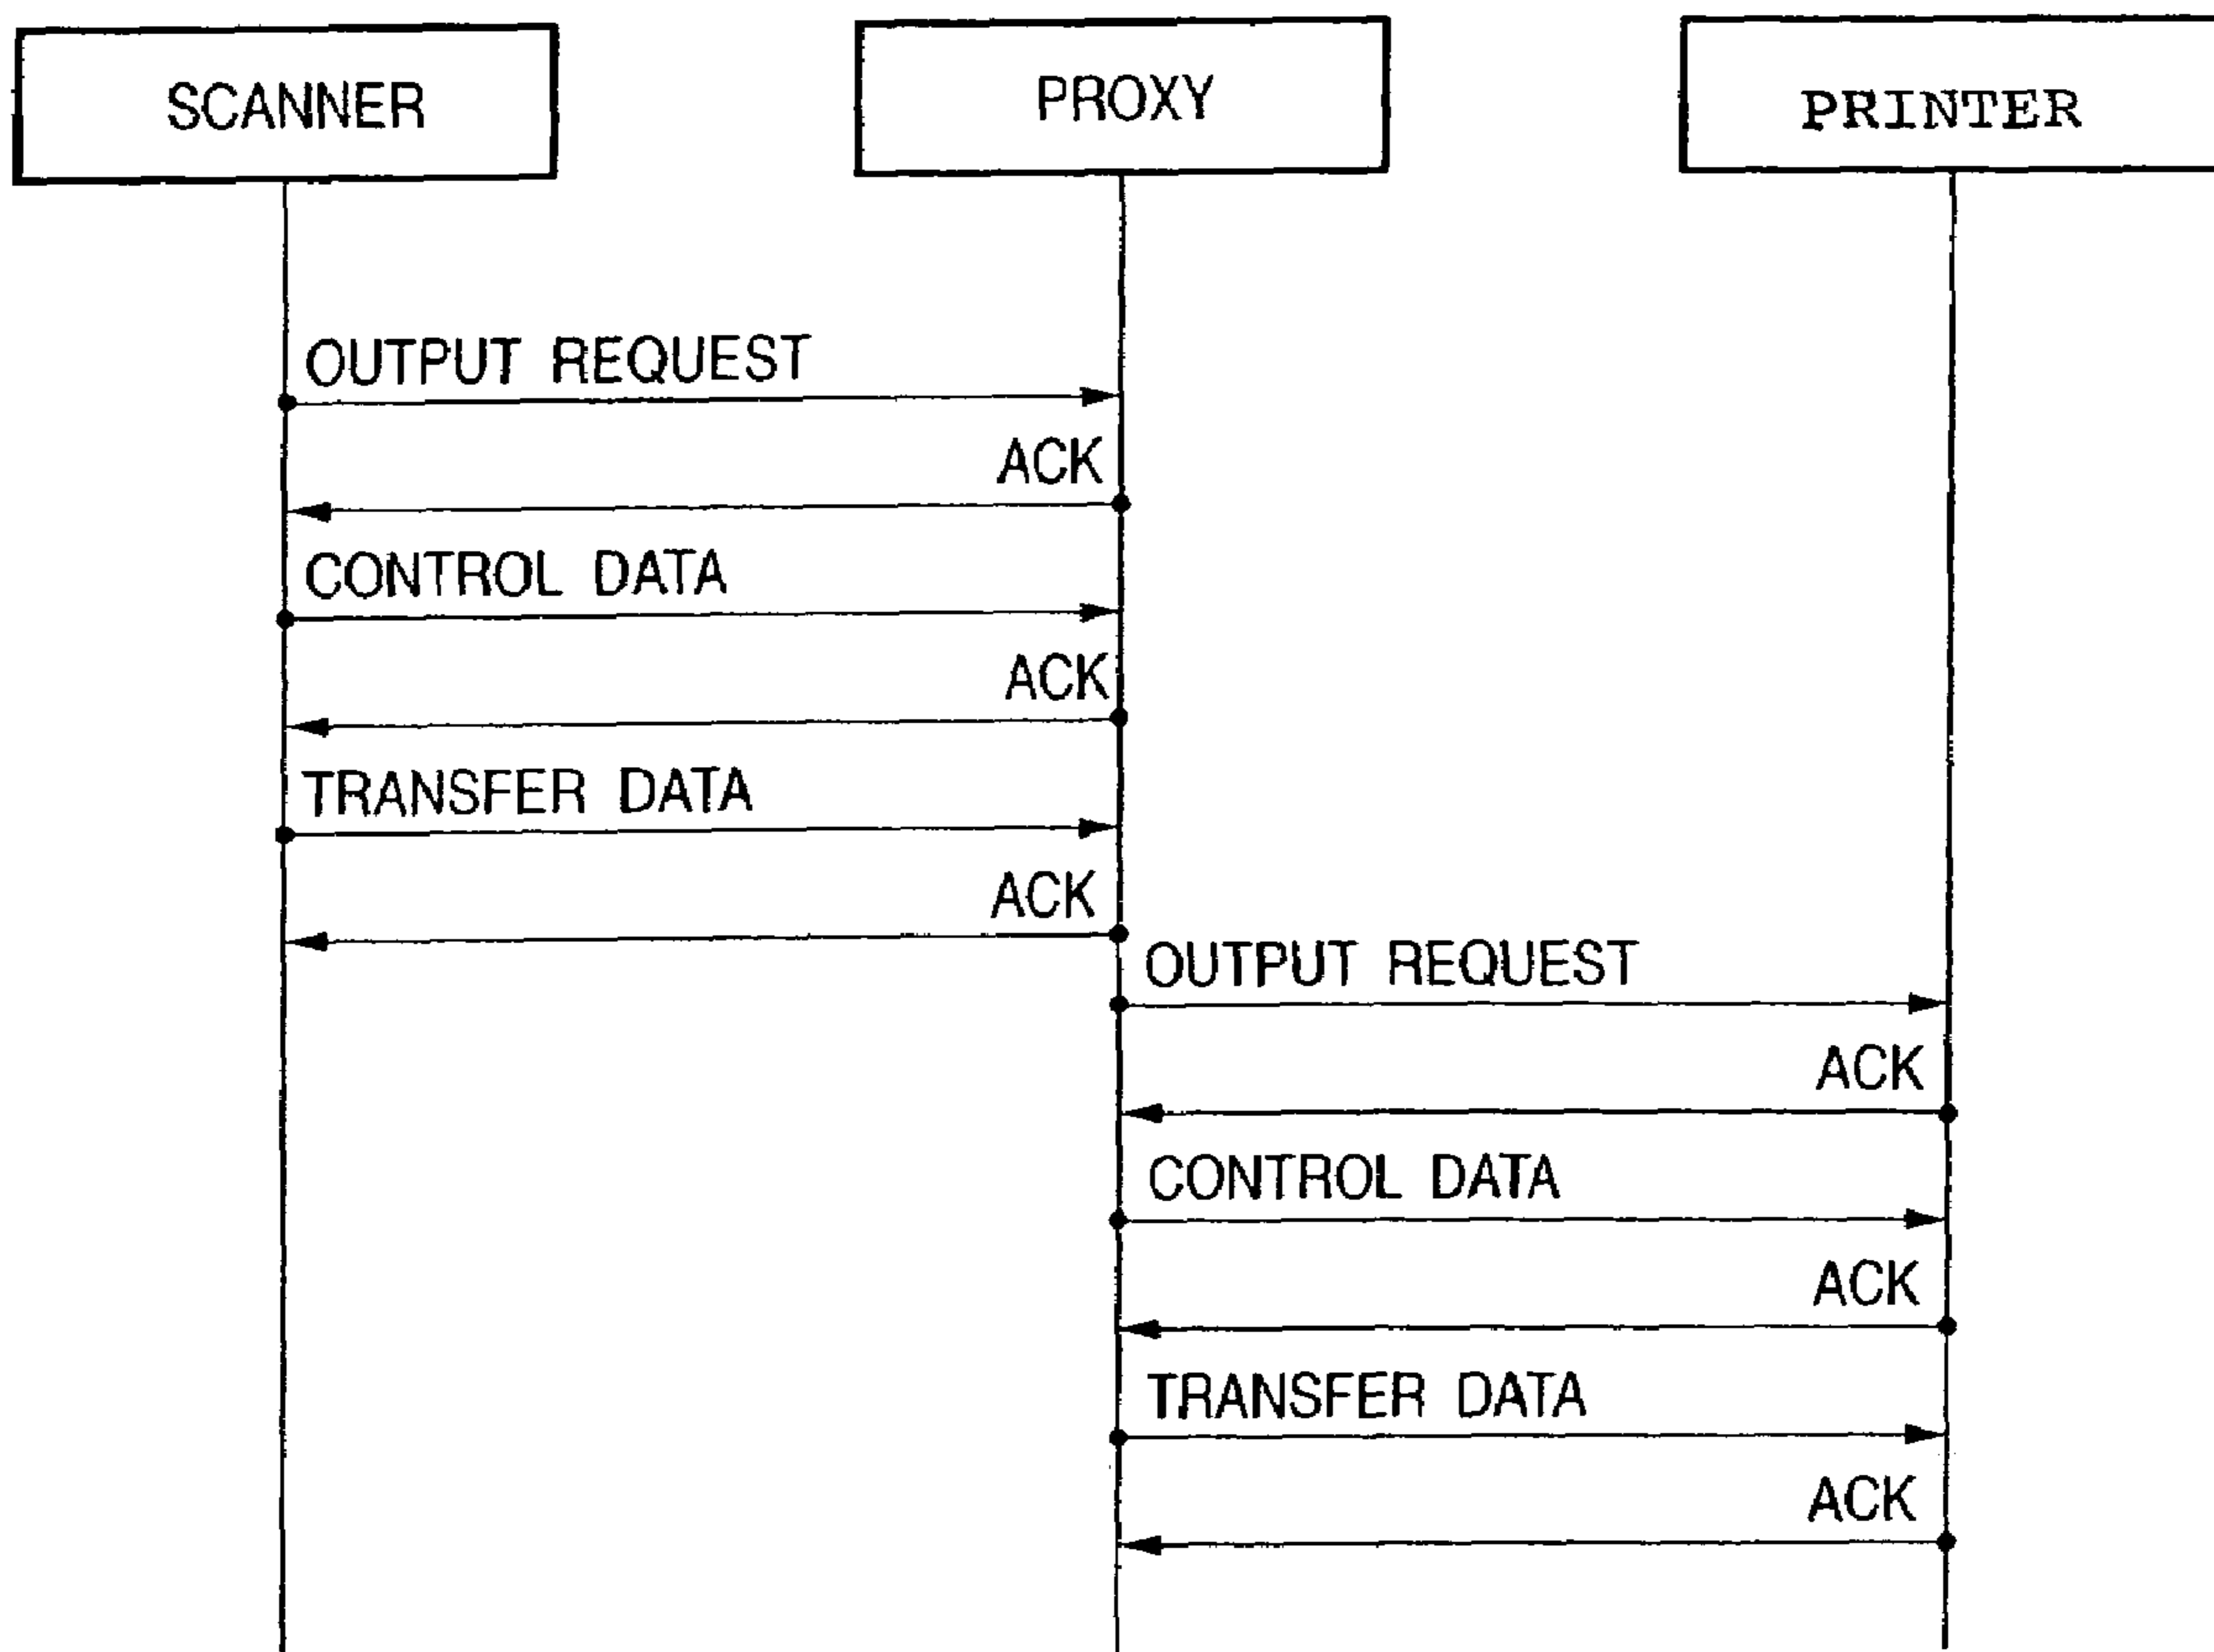 SCANNER
PROXY
PRINTER
OUTPUT REQUEST
ACK
CONTROL DATA
ACK
TRANSFER DATA
ACK
OUTPUT REQUEST
ACK
CONTROL DATA
ACK
TRANSFER DATA
ACK